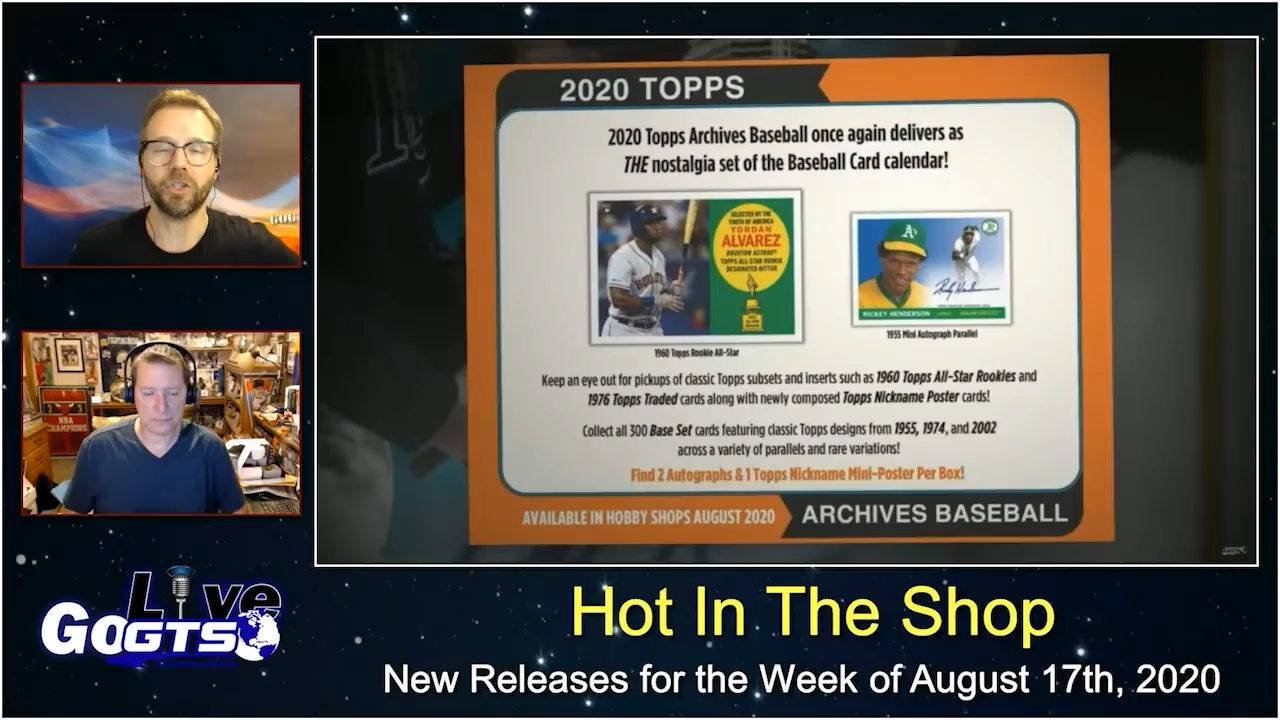 2020 TOPPS
2020 Topps Archives Baseball once again delivers as
THE nostalgia set of the Baseball Card calendar!
SELECTED BY THE
YOUTH OF AMERICA
YORDAN
ALVAREZ
HOUSTON ASTROS
TOPPS ALL-STAR ROOKIE
DESIGNATED HITTER
HOUSTON
A's
RICKEY HENDERSON
1960 Topps Rookie All-Star
1955 Mini Autograph Parallel
Keep an eye out for pickups of classic Topps subsets and inserts such as 1960 Topps All-Star Rookies and
1976 Topps Traded cards along with newly composed Topps Nickname Poster cards!
Collect all 300 Base Set cards featuring classic Topps designs from 1955, 1974, and 2002
across a variety of parallels and rare variations!
Find 2 Autographs & 1 Topps Nickname Mini-Poster Per Box!
AVAILABLE IN HOBBY SHOPS AUGUST 2020
ARCHIVES BASEBALL
GOG
NBA
CHAMPIONS
Live
GOGTS
Hot In The Shop
New Releases for the Week of August 17th, 2020